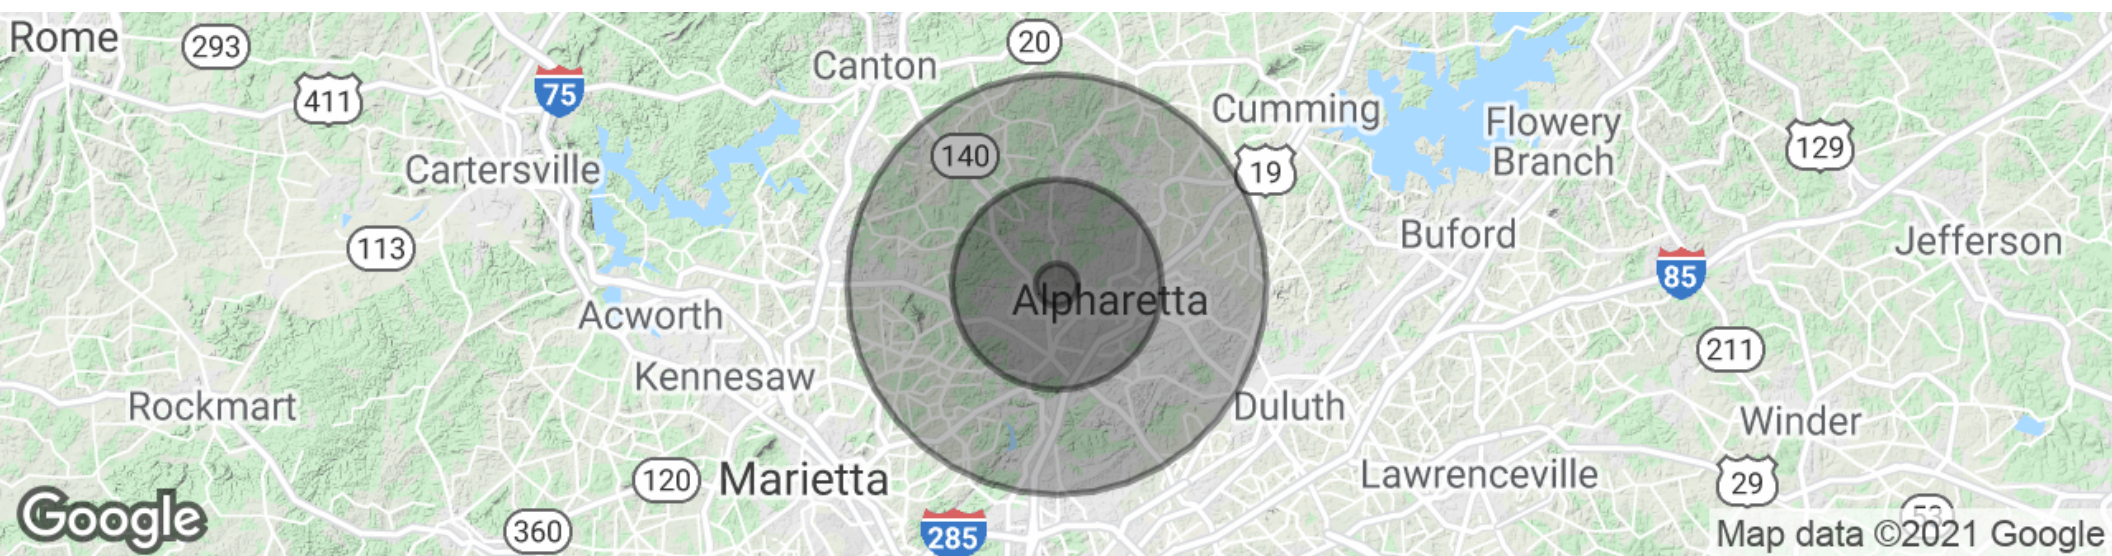 Rome
293
20
Canton
75
411
Cumming
Flowery
Branch
140
129
Cartersville
19
Buford
Jefferson
113
85
Alpharetta
Acworth
211
Kennesaw
Rockmart
Duluth
Winder
Marietta
120
Lawrenceville
29
Google
360
285
53
Map data ©2021 Google